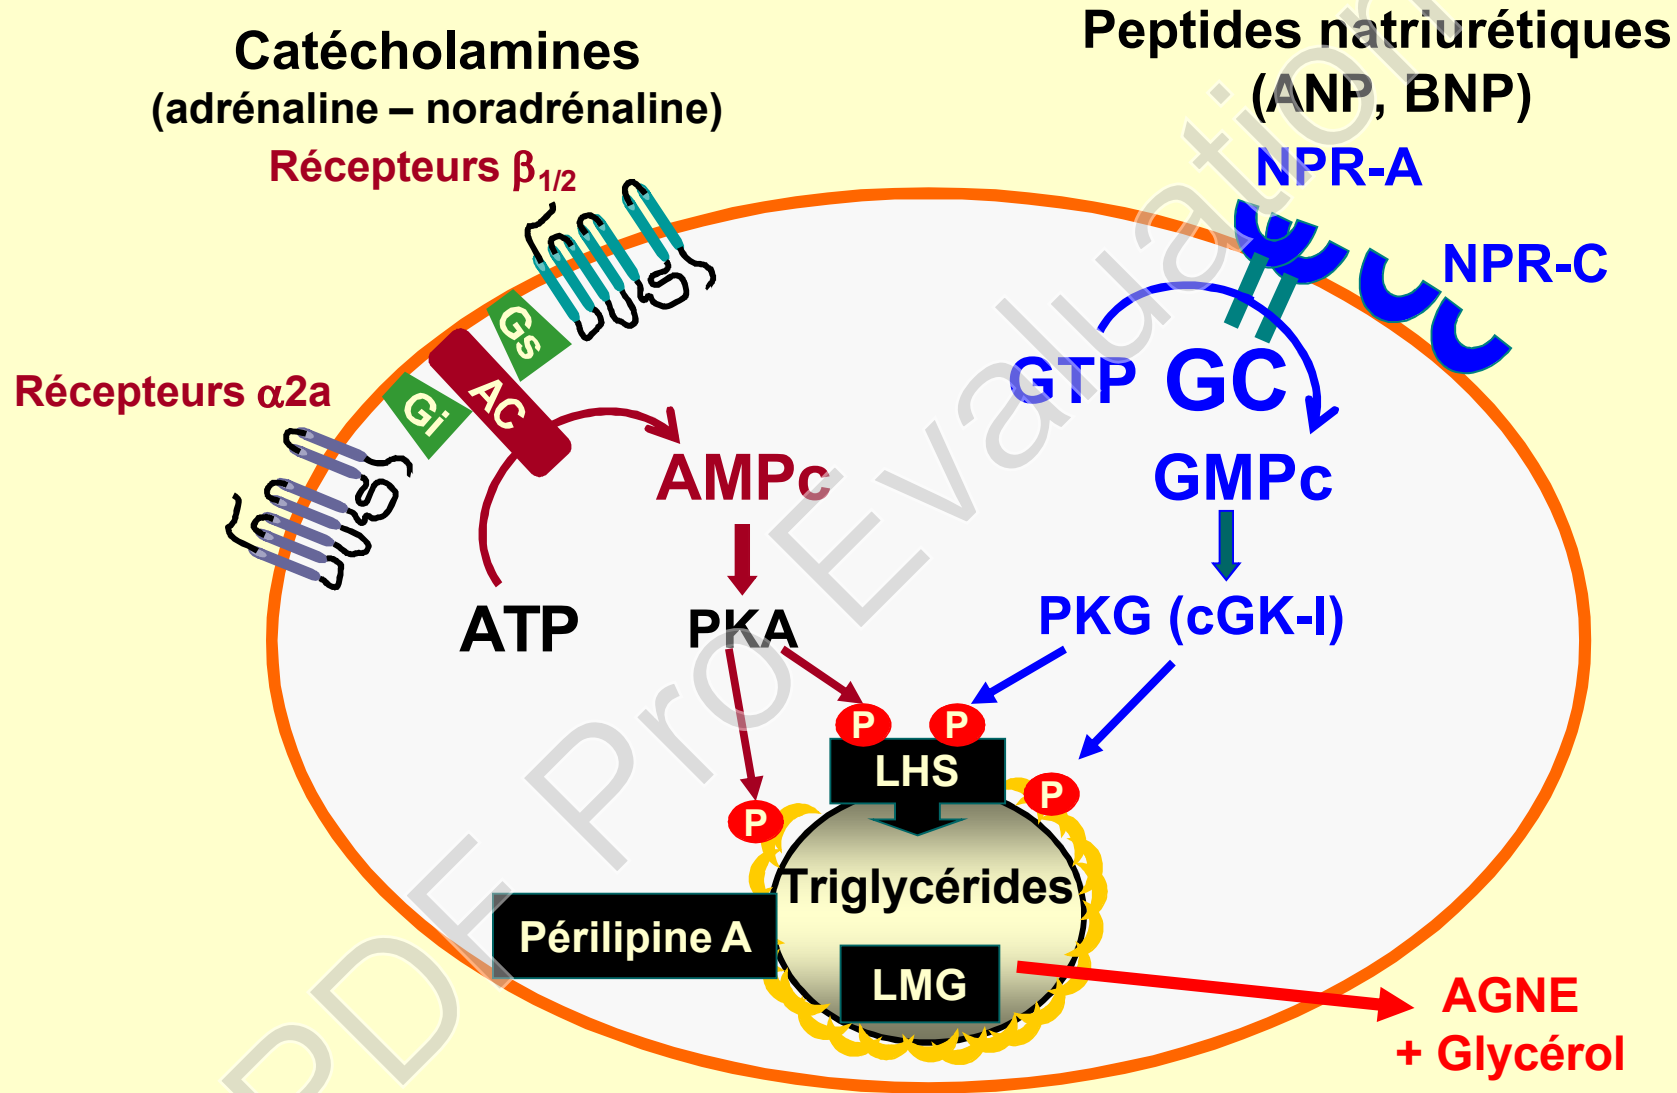 Catécholamines
(adrénaline – noradrénaline)
Récepteurs β1/2
Peptides natriurétiques
(ANP, BNP)
NPR-A
NPR-C
Récepteurs α2a
Gs
Gi
AC
AMPc
ATP
PKA
GTP GC
GMPc
PKG (cGK-I)
P
P
LHS
P
P
Triglycérides
Périlipine A
LMG
AGNE
+ Glycérol
PDF Pro Evaluation